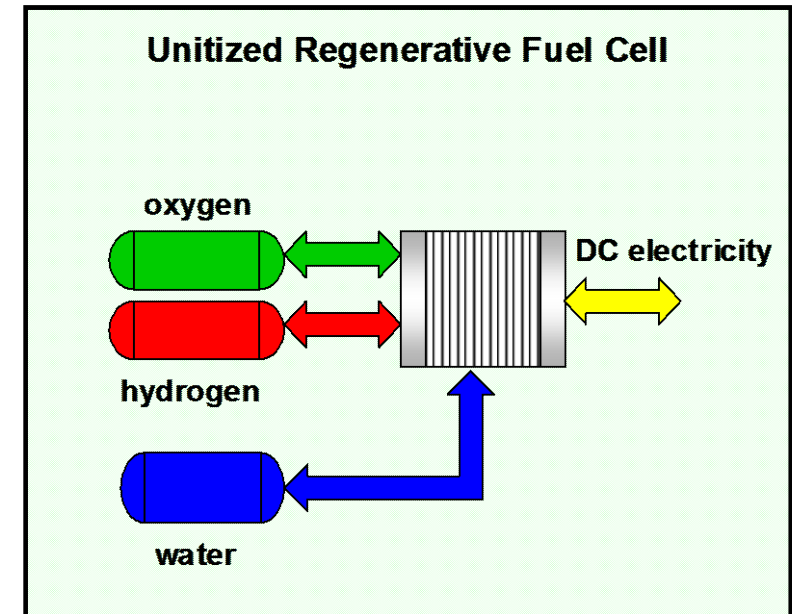 Unitized Regenerative Fuel Cell
oxygen
DC electricity
hydrogen
water